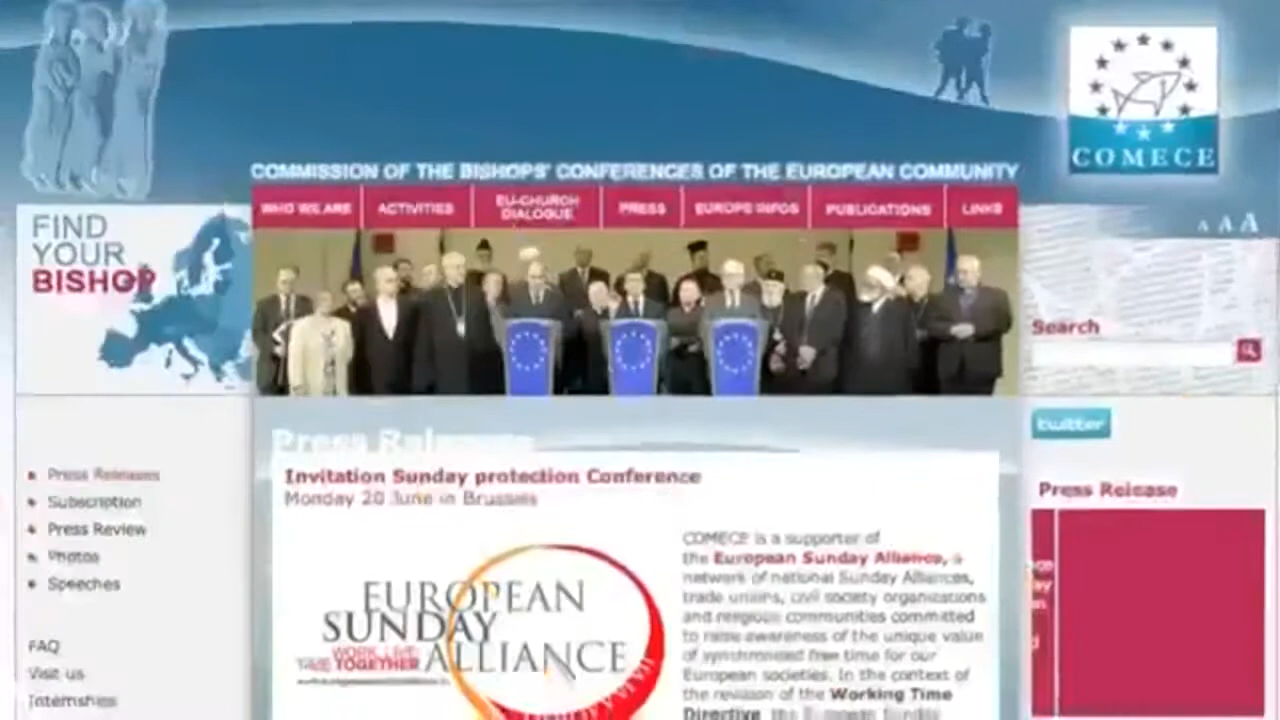 COMECE
COMMISSION OF THE BISHOPS' CONFERENCES OF THE EUROPEAN COMMUNITY
WHO WE ARE
ACTIVITIES
EU-CHURCH
DIALOGUE
PRESS
EUROPE INFOS
PUBLICATIONS
LINKS
FIND
YOUR
BISHOP
A A A
Search
twitter
Press Releases
Subscription
Press Review
Photos
Speeches
FAQ
Visit us
Internships
Press Releases
Invitation Sunday protection Conference
Monday 20 June in Brussels
EUROPEAN
SUNDAY
ALLIANCE
TOGETHER
COMECE is a supporter of
the European Sunday Alliance, a
network of national Sunday Alliances,
trade unions, civil society organizations
and religious communities committed
to raise awareness of the unique value
of synchronised free time for our
European societies. In the context of
the revision of the Working Time
Directive, the European Sunday
Press Release